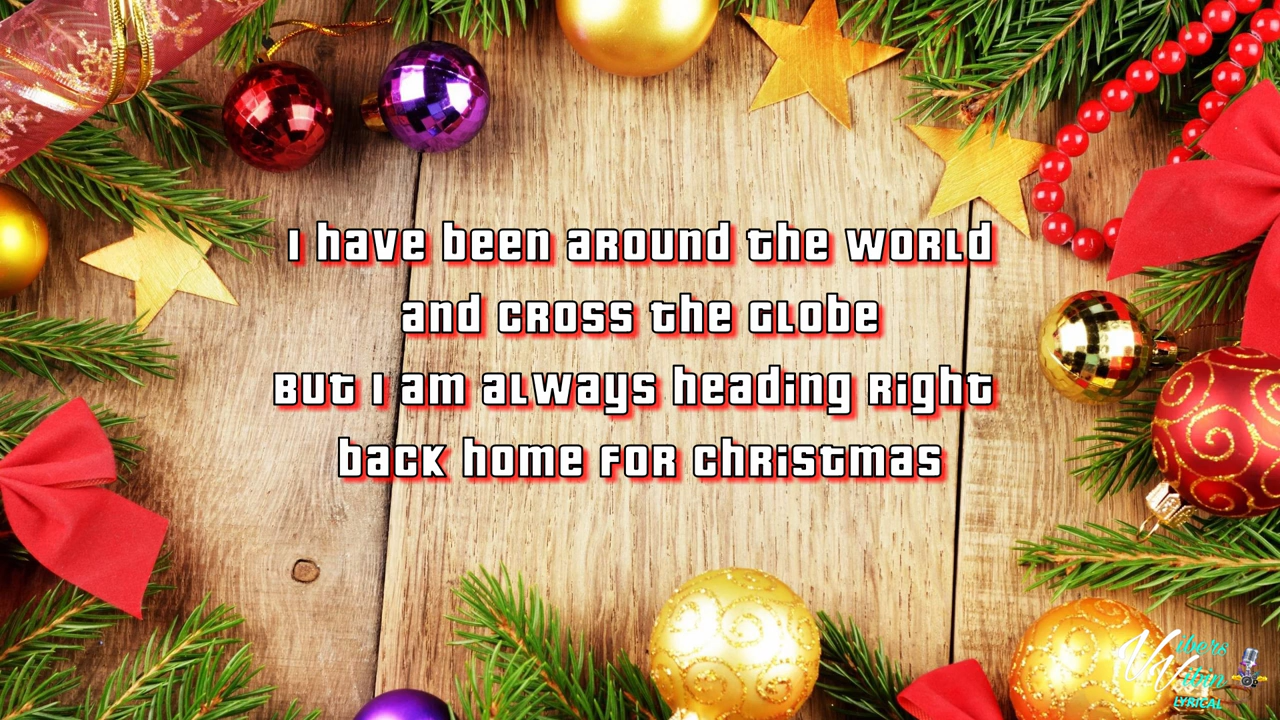 I have been around the world
and cross the globe
But I am always heading right
back home for christmas
Vibers
Vibin
LYRICAL